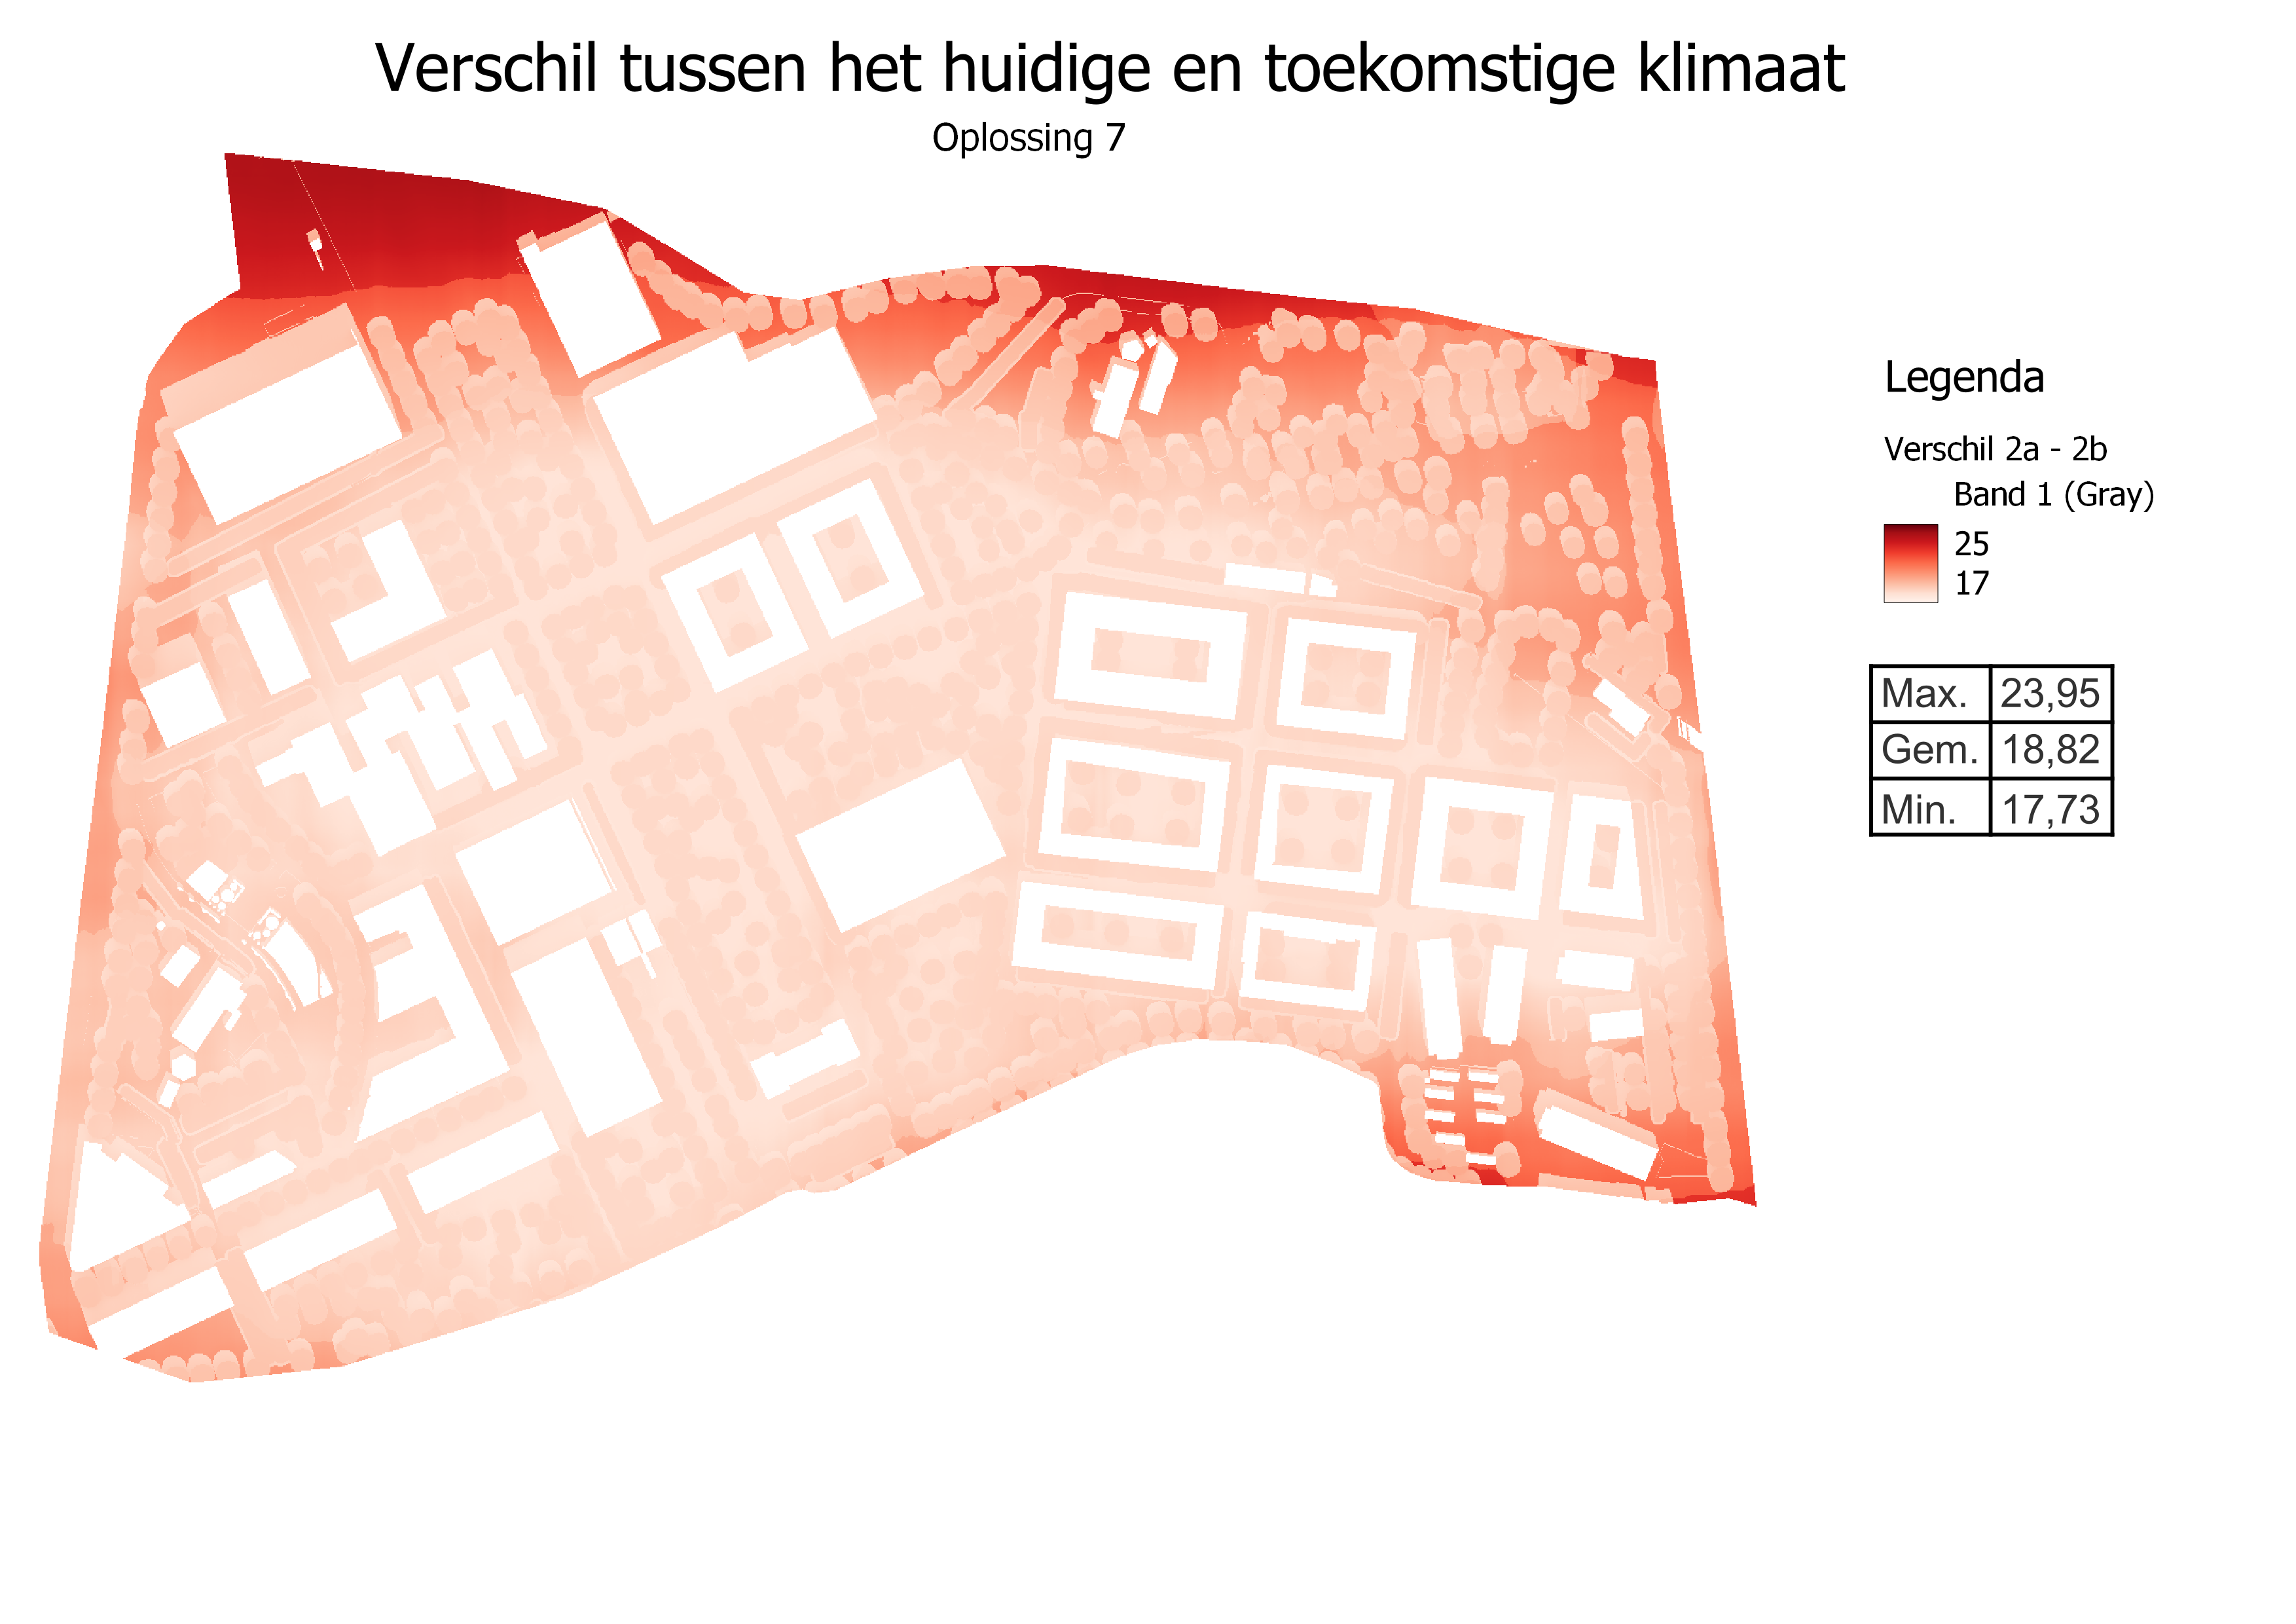 Verschil tussen het huidige en toekomstige klimaat
Oplossing 7
Legenda
Verschil 2a - 2b
Band 1 (Gray)
25
17
Max. 23,95
Gem. 18,82
Min. 17,73